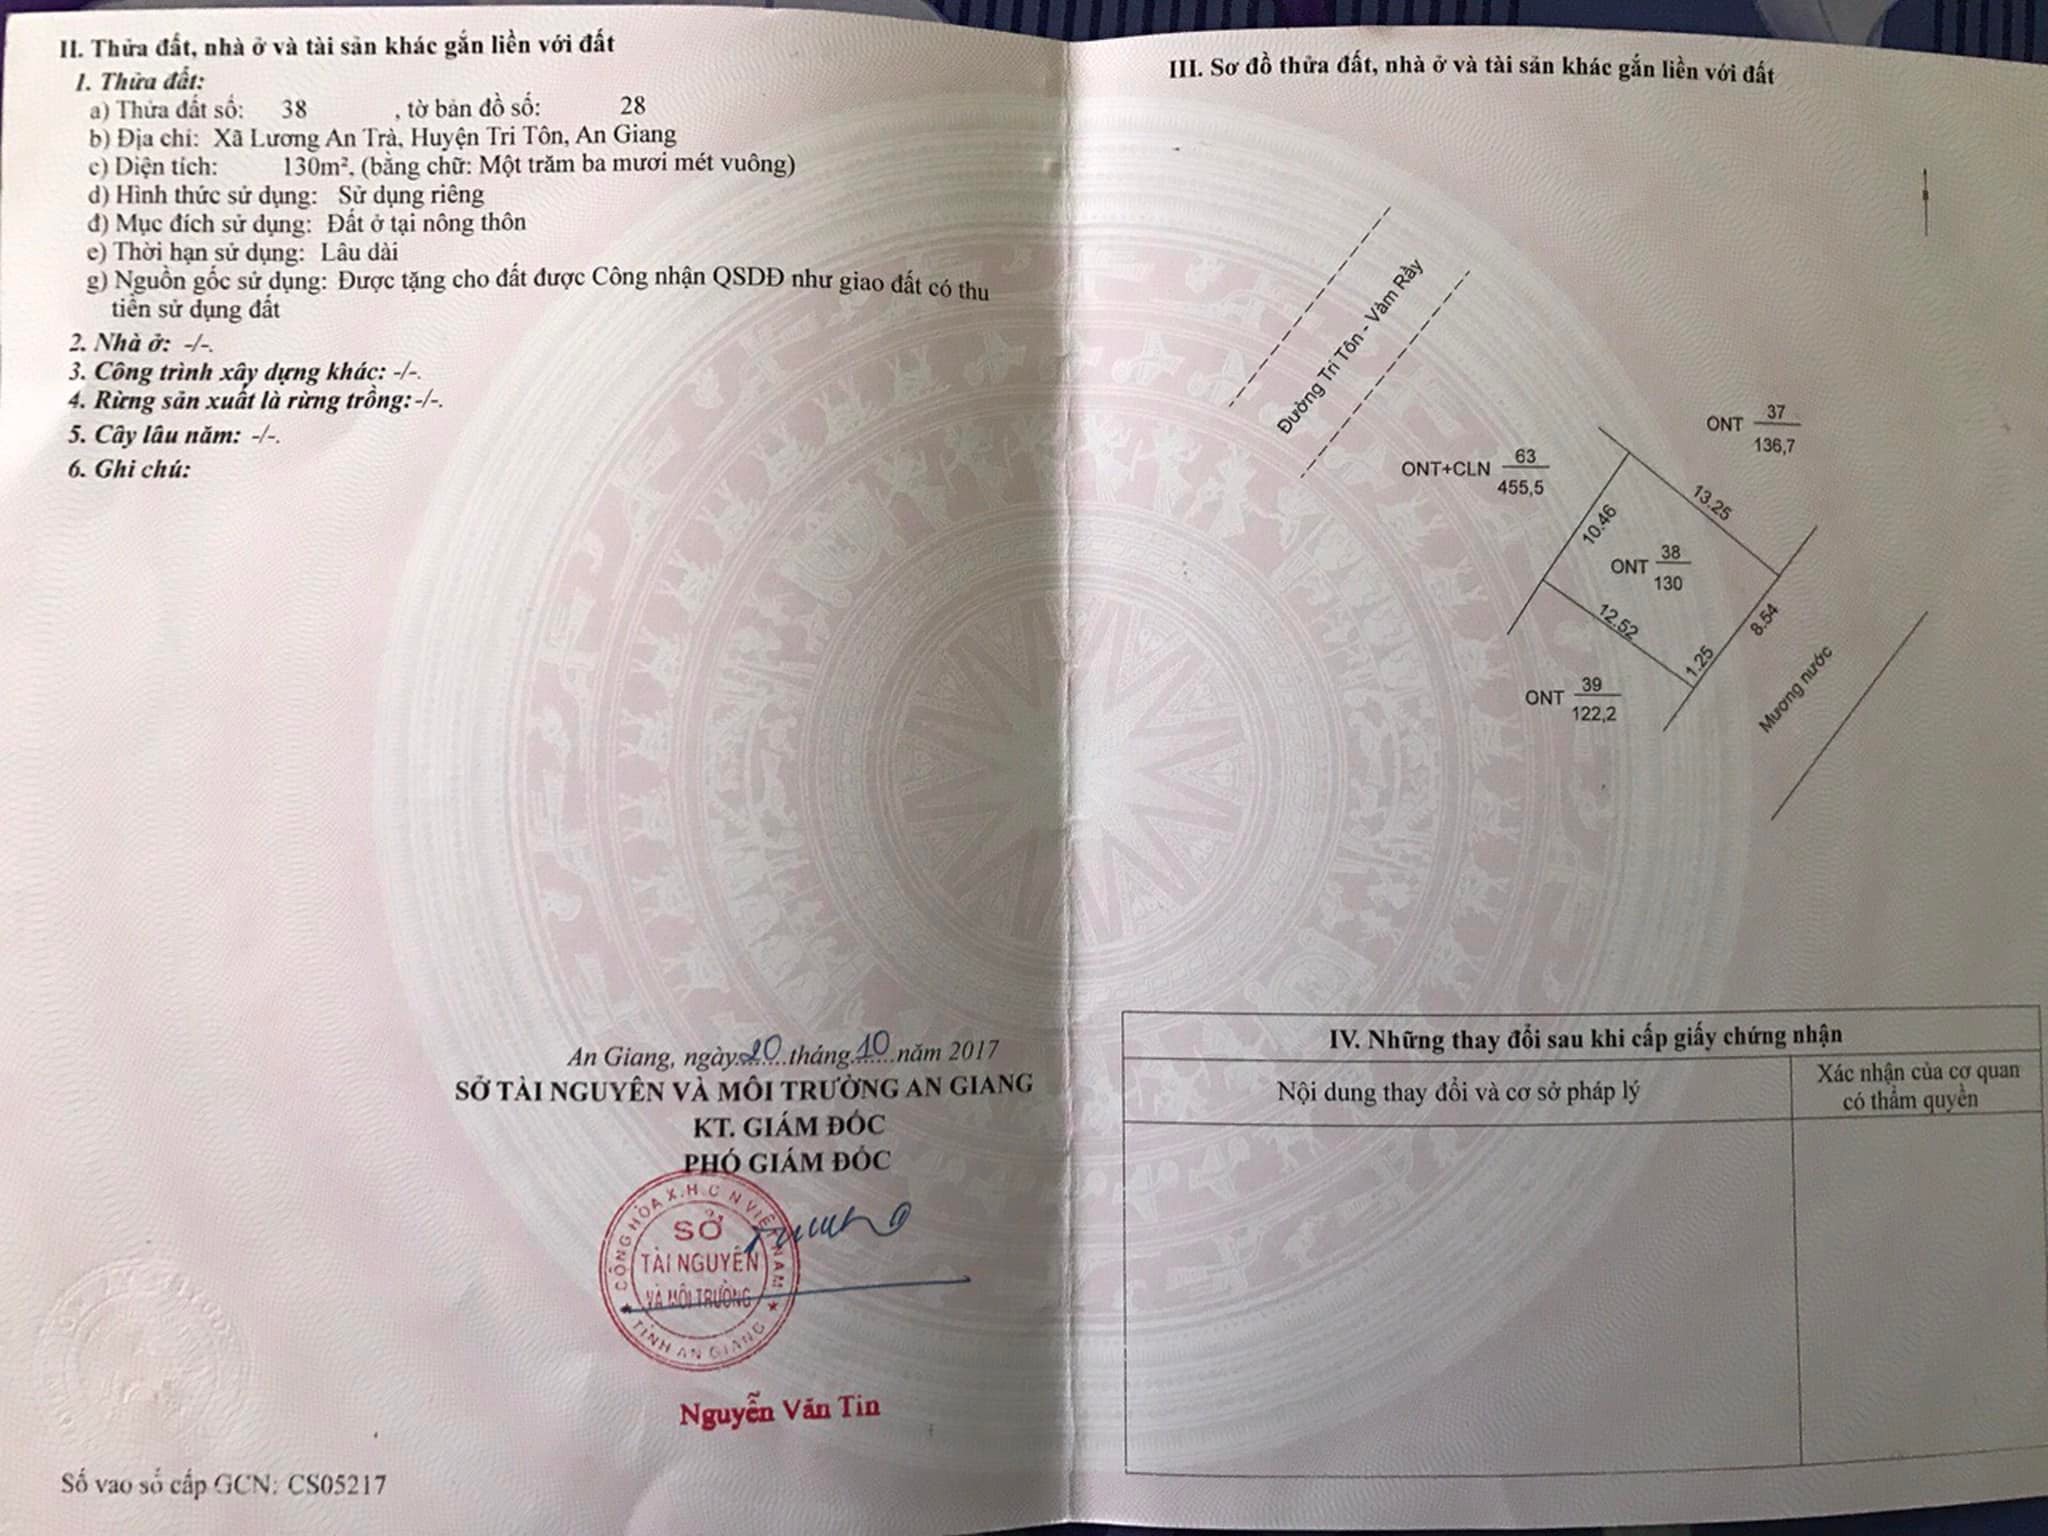 II. Thửa đất, nhà ở và tài sản khác gắn liền với đất
1. Thửa đất:
a) Thửa đất số: 38 , tờ bản đồ số: 28
b) Địa chỉ: Xã Lương An Trà, Huyện Tri Tôn, An Giang
c) Diện tích: 130m², (bằng chữ: Một trăm ba mươi mét vuông)
d) Hình thức sử dụng: Sử dụng riêng
đ) Mục đích sử dụng: Đất ở tại nông thôn
e) Thời hạn sử dụng: Lâu dài
g) Nguồn gốc sử dụng: Được tặng cho đất được Công nhận QSDĐ như giao đất có thu
tiền sử dụng đất
2. Nhà ở: -/-.
3. Công trình xây dựng khác: -/-.
4. Rừng sản xuất là rừng trồng: -/-.
5. Cây lâu năm: -/-.
6. Ghi chú:
An Giang, ngày 20 tháng 10 năm 2017
SỞ TÀI NGUYÊN VÀ MÔI TRƯỜNG AN GIANG
KT. GIÁM ĐỐC
PHÓ GIÁM ĐỐC
CỘNG HÒA X.H.C N VIỆT NAM
SỞ
TÀI NGUYÊN
VÀ MÔI TRƯỜNG
TỈNH AN GIANG
Nguyễn Văn Tin
Số vào sổ cấp GCN: CS05217
III. Sơ đồ thửa đất, nhà ở và tài sản khác gắn liền với đất
Đường Tri Tôn - Vàm Rầy
ONT 37
136,7
ONT+CLN 63
455,5
13.25
10.46
ONT 38
130
12.52
8.54
1.25
ONT 39
122,2
Mương nước
IV. Những thay đổi sau khi cấp giấy chứng nhận
Nội dung thay đổi và cơ sở pháp lý
Xác nhận của cơ quan
có thẩm quyền